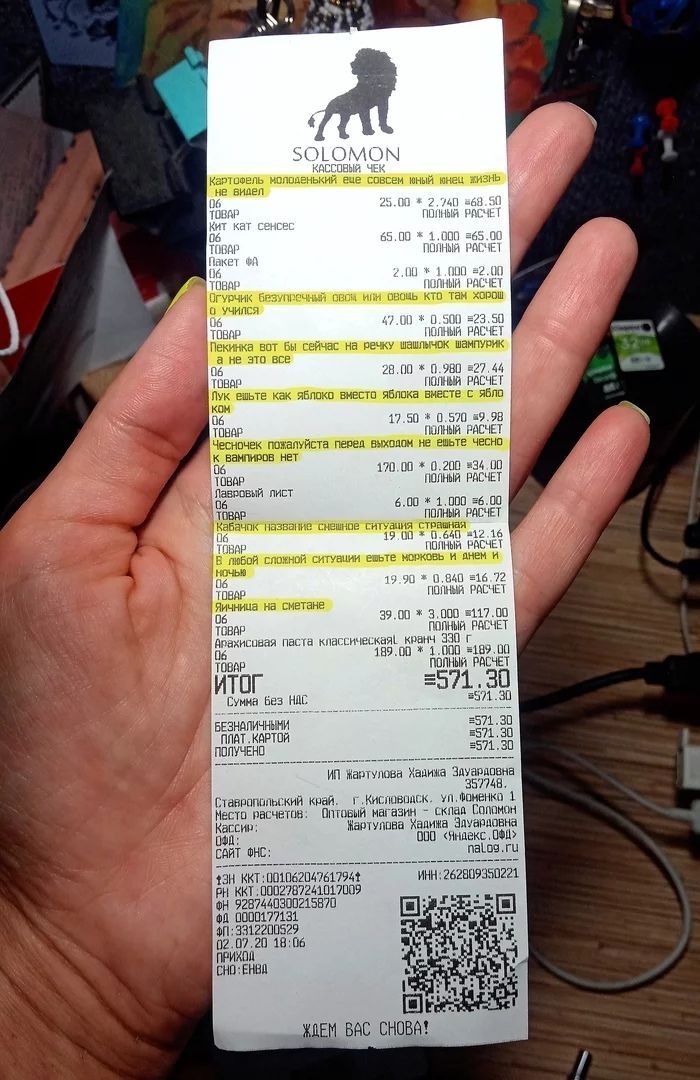 SOLOMON
КАССОВЫЙ ЧЕК
Картофель молоденький еще совсем юный юнец жизнь
не видел
06 25.00 * 2.740 ≡68.50
ТОВАР ПОЛНЫЙ РАСЧЕТ
Кит кат сенсес
06 65.00 * 1.000 ≡65.00
ТОВАР ПОЛНЫЙ РАСЧЕТ
Пакет ФА
06 2.00 * 1.000 ≡2.00
ТОВАР ПОЛНЫЙ РАСЧЕТ
Огурчик безупречный овощ или овощь кто там хорош
о учился
06 47.00 * 0.500 ≡23.50
ТОВАР ПОЛНЫЙ РАСЧЕТ
Пекинка вот бы сейчас на речку шашлычок шампурик
а не это все
06 28.00 * 0.980 ≡27.44
ТОВАР ПОЛНЫЙ РАСЧЕТ
Лук ешьте как яблоко вместо яблока вместе с ябло
ком
06 17.50 * 0.570 ≡9.98
ТОВАР ПОЛНЫЙ РАСЧЕТ
Чесночек пожалуйста перед выходом не ешьте чесно
к вампиров нет
06 170.00 * 0.200 ≡34.00
ТОВАР ПОЛНЫЙ РАСЧЕТ
Лавровый лист
06 6.00 * 1.000 ≡6.00
ТОВАР ПОЛНЫЙ РАСЧЕТ
Кабачок название смешное ситуация страшная
06 19.00 * 0.640 ≡12.16
ТОВАР ПОЛНЫЙ РАСЧЕТ
В любой сложной ситуации ешьте морковь и днем и
ночью
06 19.90 * 0.840 ≡16.72
ТОВАР ПОЛНЫЙ РАСЧЕТ
Яичница на сметане
06 39.00 * 3.000 ≡117.00
ТОВАР ПОЛНЫЙ РАСЧЕТ
Арахисовая паста классическая\ кранч 330 г
06 189.00 * 1.000 ≡189.00
ТОВАР ПОЛНЫЙ РАСЧЕТ
ИТОГ ≡571.30
Сумма без НДС ≡571.30
БЕЗНАЛИЧНЫМИ ≡571.30
ПЛАТ.КАРТОЙ ≡571.30
ПОЛУЧЕНО ≡571.30
ИП Жартулова Хадижа Эдуардовна
357748,
Ставропольский край, г.Кисловодск, ул.Фоменко 1
Место расчетов: Оптовый магазин - склад Соломон
Кассир: Жартулова Хадижа Эдуардовна
ОФД: ООО <Яндекс.ОФД>
САЙТ ФНС: nalog.ru
ЗН ККТ:00106204761794 ИНН:262809350221
РН ККТ:0002787241017009
ФН 9287440300215870
ФД 0000177131
ФП:3312200529
02.07.20 18:06
ПРИХОД
СНО:ЕНВД
ЖДЕМ ВАС СНОВА!